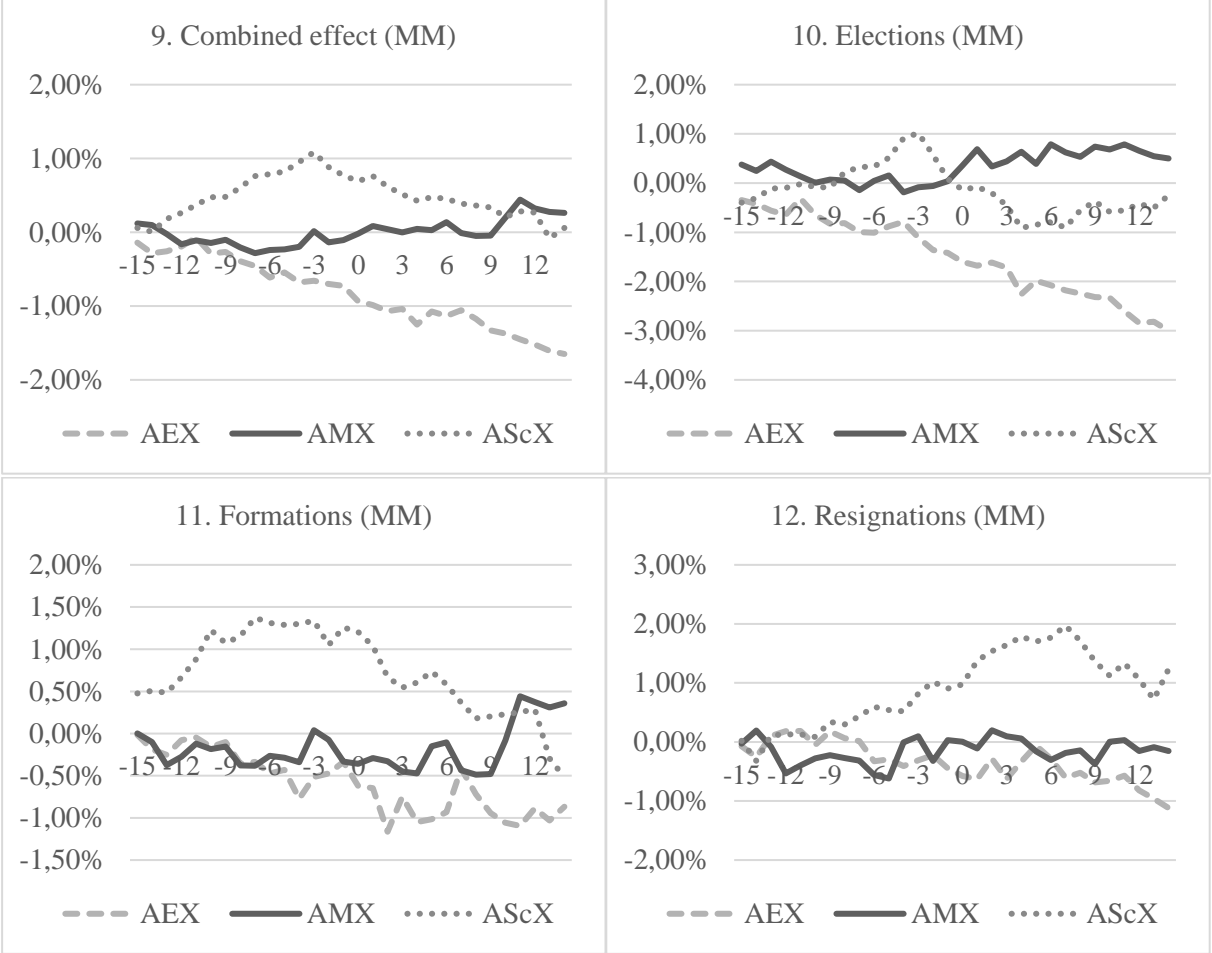 9. Combined effect (MM)
2,00%
1,00%
0,00%
-15 -12 -9 -6 -3 0 3 6 9 12
-1,00%
-2,00%
AEX AMX AScX
10. Elections (MM)
2,00%
1,00%
0,00%
-15 -12 -9 -6 -3 0 3 6 9 12
-1,00%
-2,00%
-3,00%
-4,00%
AEX AMX AScX
11. Formations (MM)
2,00%
1,50%
1,00%
0,50%
0,00%
-15 -12 -9 -6 -3 0 3 6 9 12
-0,50%
-1,00%
-1,50%
AEX AMX AScX
12. Resignations (MM)
3,00%
2,00%
1,00%
0,00%
-15 -12 -9 -6 -3 0 3 6 9 12
-1,00%
-2,00%
AEX AMX AScX